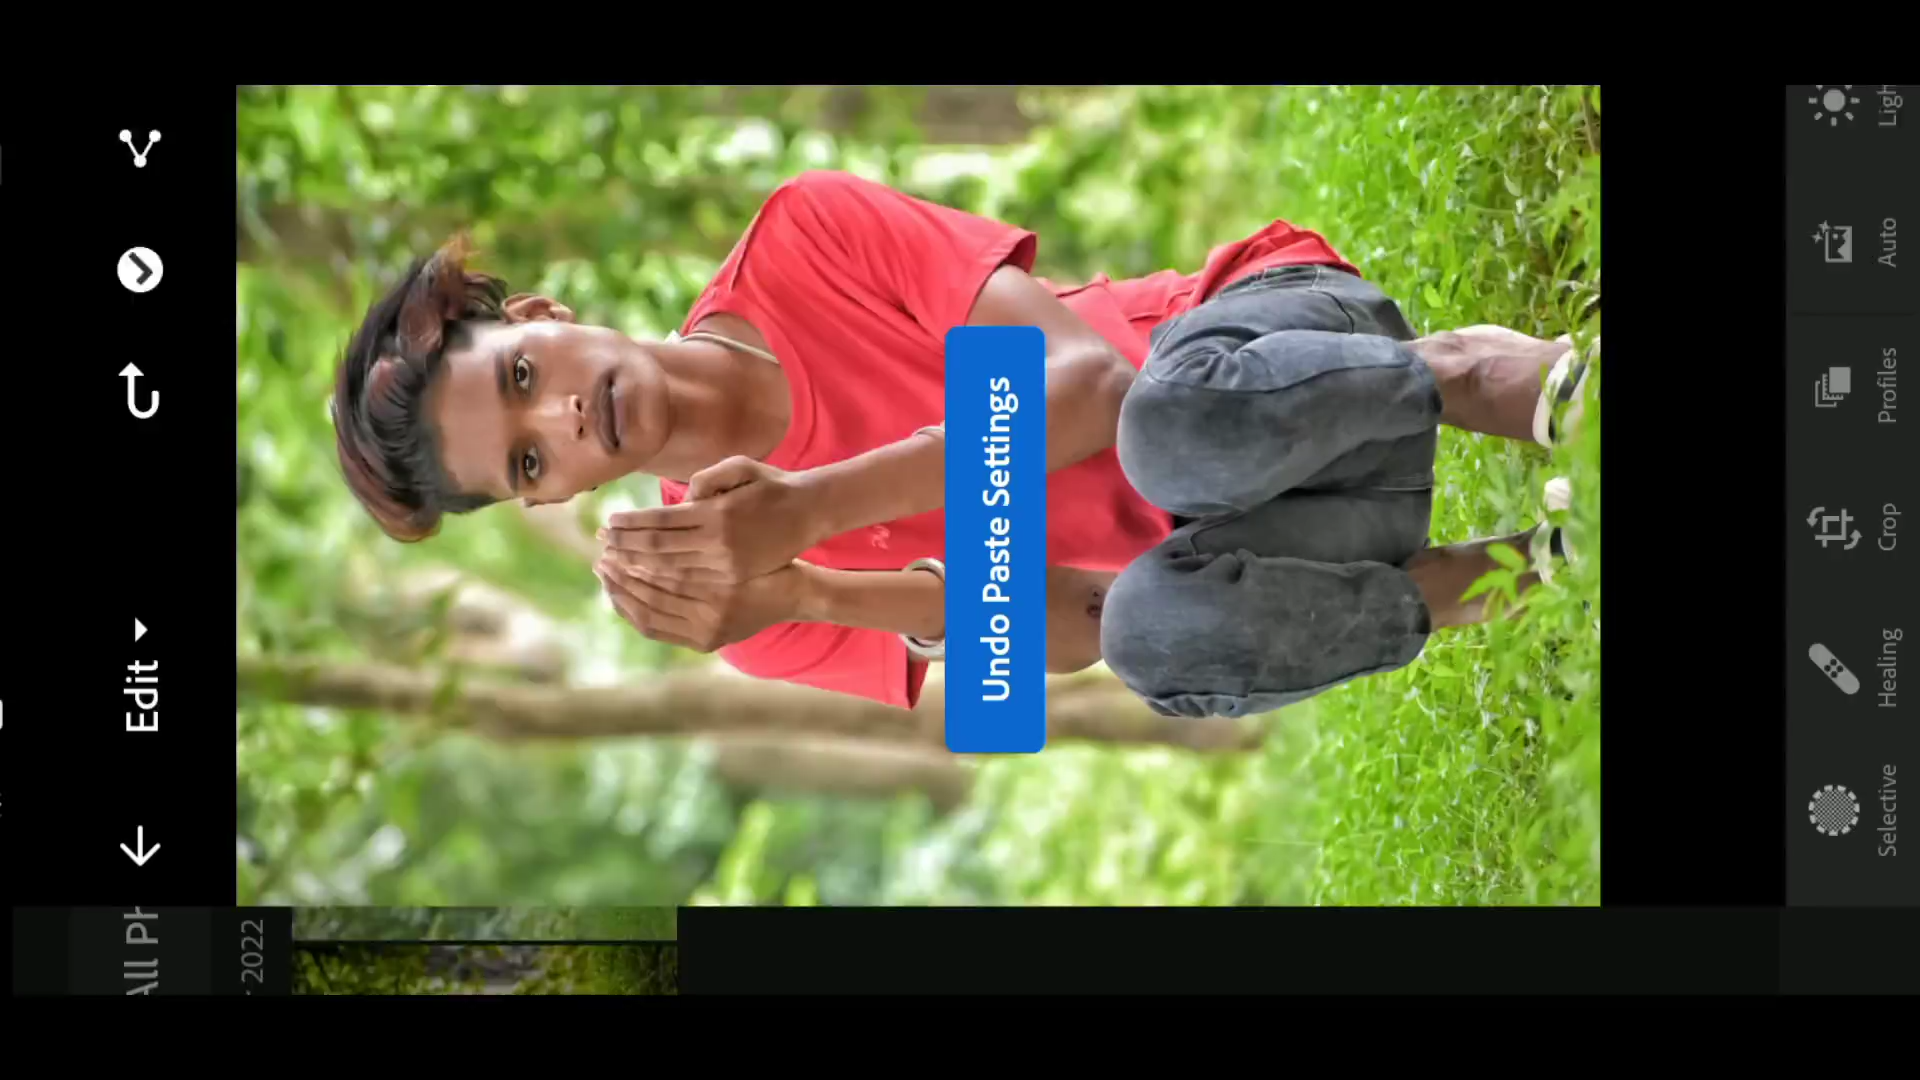 Edit
Undo Paste Settings
Selective
Healing
Crop
Profiles
Auto
Ligh
All Ph
2022